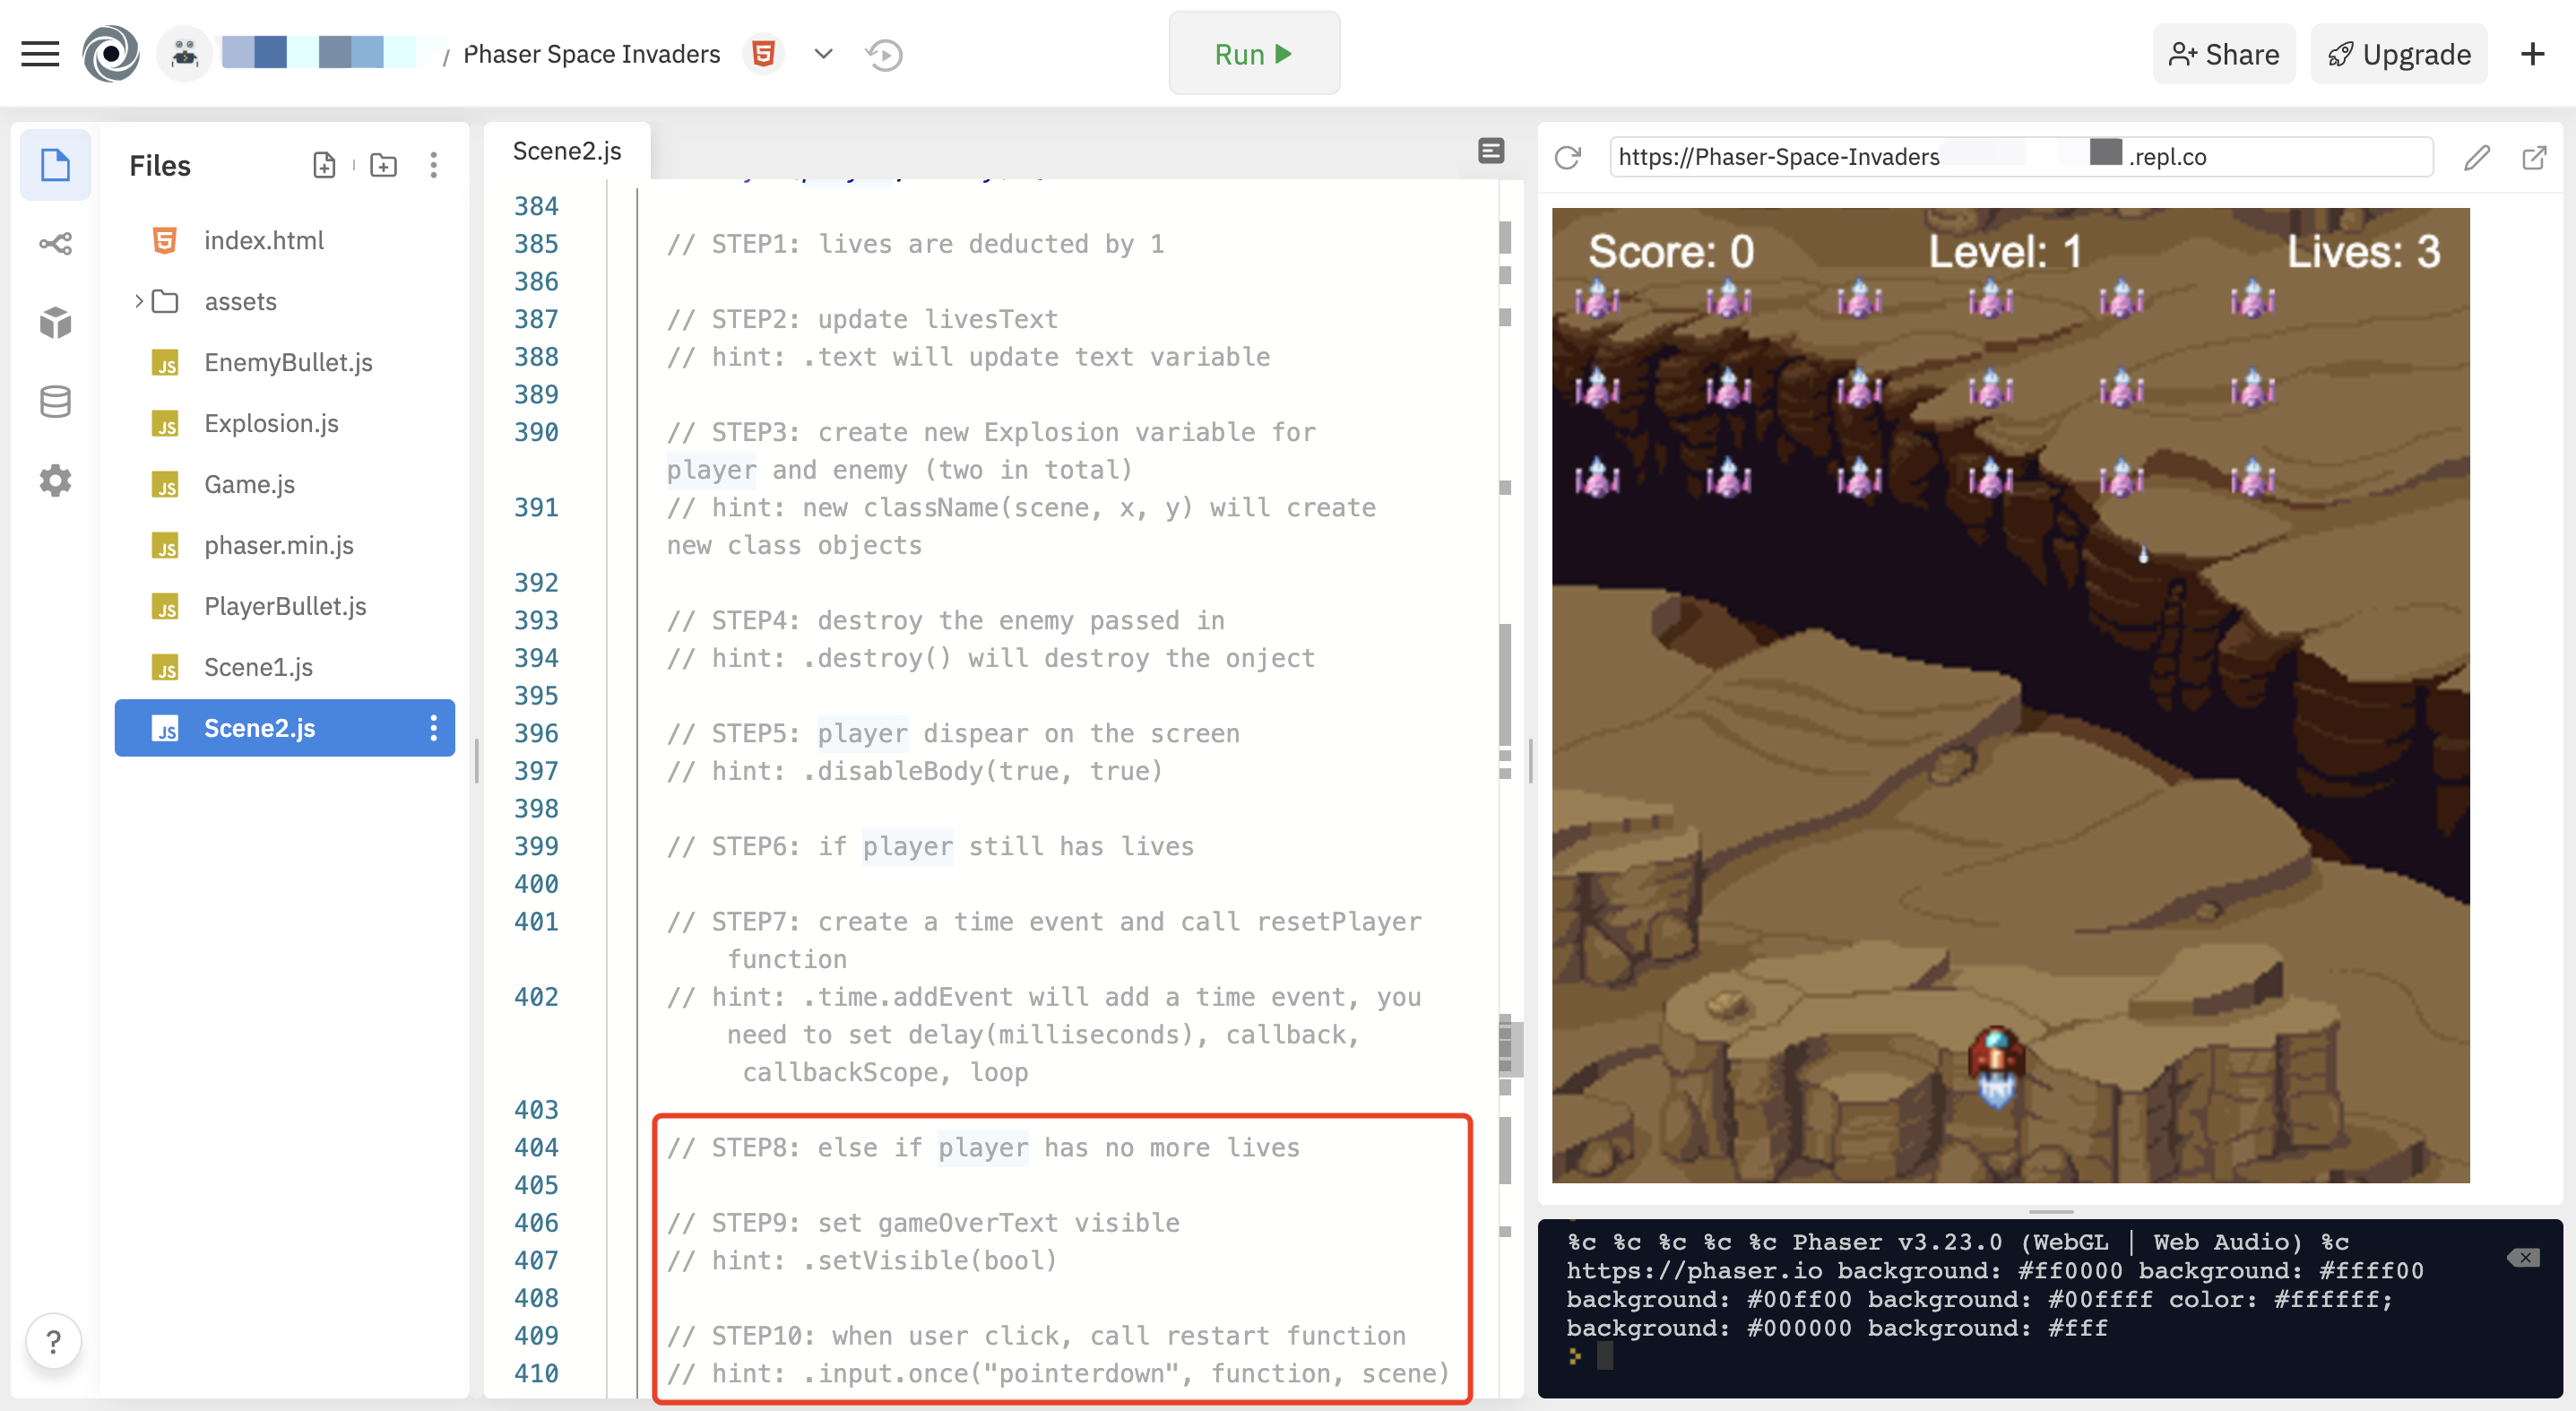 / Phaser Space Invaders
Run
Share
Upgrade
Files
index.html
assets
EnemyBullet.js
Explosion.js
Game.js
phaser.min.js
PlayerBullet.js
Scene1.js
Scene2.js
?
Scene2.js
384
385 // STEP1: lives are deducted by 1
386
387 // STEP2: update livesText
388 // hint: .text will update text variable
389
390 // STEP3: create new Explosion variable for
player and enemy (two in total)
391 // hint: new className(scene, x, y) will create
new class objects
392
393 // STEP4: destroy the enemy passed in
394 // hint: .destroy() will destroy the onject
395
396 // STEP5: player dispear on the screen
397 // hint: .disableBody(true, true)
398
399 // STEP6: if player still has lives
400
401 // STEP7: create a time event and call resetPlayer
function
402 // hint: .time.addEvent will add a time event, you
need to set delay(milliseconds), callback,
callbackScope, loop
403
404 // STEP8: else if player has no more lives
405
406 // STEP9: set gameOverText visible
407 // hint: .setVisible(bool)
408
409 // STEP10: when user click, call restart function
410 // hint: .input.once("pointerdown", function, scene)
https://Phaser-Space-Invaders .repl.co
Score: 0 Level: 1 Lives: 3
%c %c %c %c %c Phaser v3.23.0 (WebGL | Web Audio) %c
https://phaser.io background: #ff0000 background: #ffff00
background: #00ff00 background: #00ffff color: #ffffff;
background: #000000 background: #fff